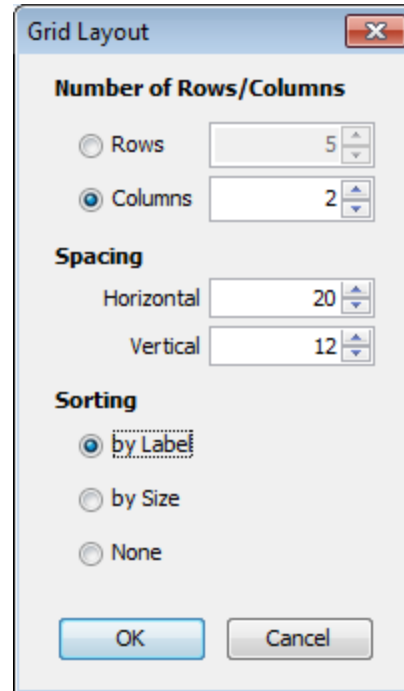 Grid Layout
Number of Rows/Columns
Rows 5
Columns 2
Spacing
Horizontal 20
Vertical 12
Sorting
by Label
by Size
None
OK Cancel